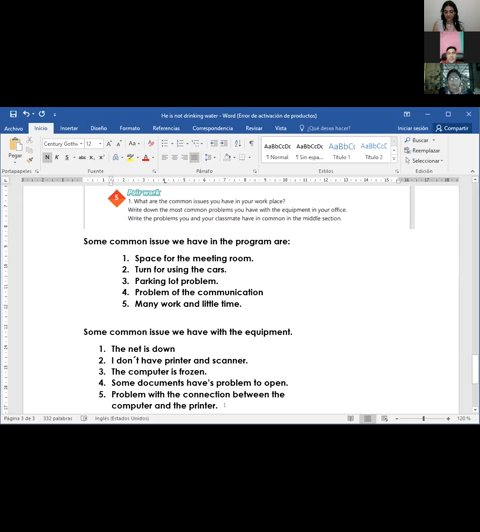 He is not drinking water - Word (Error de activación de productos)
Archivo Inicio Insertar Diseño Formato Referencias Correspondencia Revisar Vista ¿Qué desea hacer? Iniciar sesión Compartir
Pegar Century Gothic 12 AaBbCcDc AaBbCcDc AaBbCc AaBbCcC Buscar
N K S abc 1 Normal 1 Sin espa... Título 1 Título 2 Reemplazar
Seleccionar
Portapapeles Fuente Párrafo Estilos Edición
5 Pairwork
1. What are the common issues you have in your work place?
Write down the most common problems you have with the equipment in your office.
Write the problems you and your classmate have in common in the middle section.
Some common issue we have in the program are:
1. Space for the meeting room.
2. Turn for using the cars.
3. Parking lot problem.
4. Problem of the communication
5. Many work and little time.
Some common issue we have with the equipment.
1. The net is down
2. I don´t have printer and scanner.
3. The computer is frozen.
4. Some documents have's problem to open.
5. Problem with the connection between the
computer and the printer.
Página 3 de 3 332 palabras Inglés (Estados Unidos) 120 %